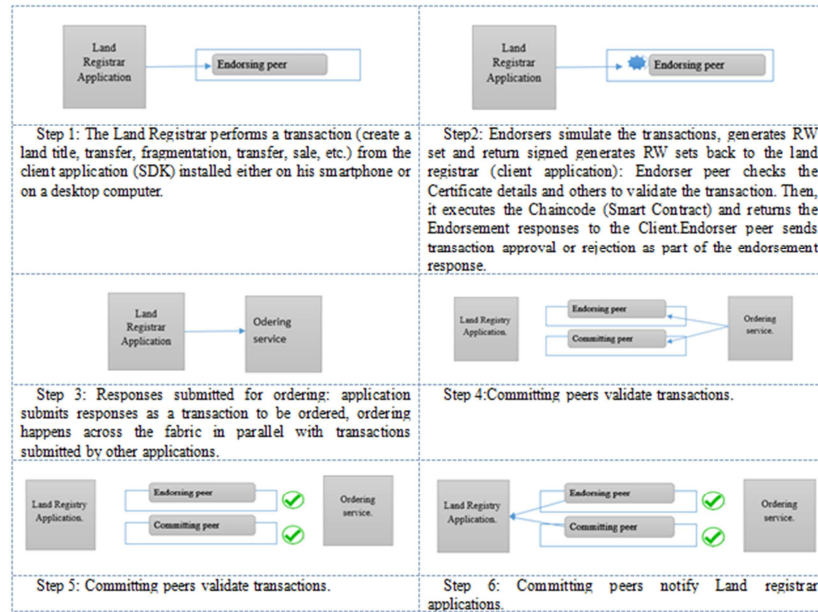 Land
Registrar
Application
Endorsing peer
Land
Registrar
Application
Endorsing peer
Step 1: The Land Registrar performs a transaction (create a
land title, transfer, fragmentation, transfer, sale, etc.) from the
client application (SDK) installed either on his smartphone or
on a desktop computer.
Step2: Endorsers simulate the transactions, generates RW
set and return signed generates RW sets back to the land
registrar (client application): Endorser peer checks the
Certificate details and others to validate the transaction. Then,
it executes the Chaincode (Smart Contract) and returns the
Endorsement responses to the Client.Endorser peer sends
transaction approval or rejection as part of the endorsement
response.
Land
Registrar
Application
Odering
service
Land Registry
Application.
Endorsing peer
Committing peer
Ordering
service.
Step 3: Responses submitted for ordering: application
submits responses as a transaction to be ordered, ordering
happens across the fabric in parallel with transactions
submitted by other applications.
Step 4:Committing peers validate transactions.
Land Registry
Application.
Endorsing peer
Committing peer
Ordering
service.
Land Registry
Application.
Endorsing peer
Committing peer
Ordering
service.
Step 5: Committing peers validate transactions.
Step 6: Committing peers notify Land registrar
applications.